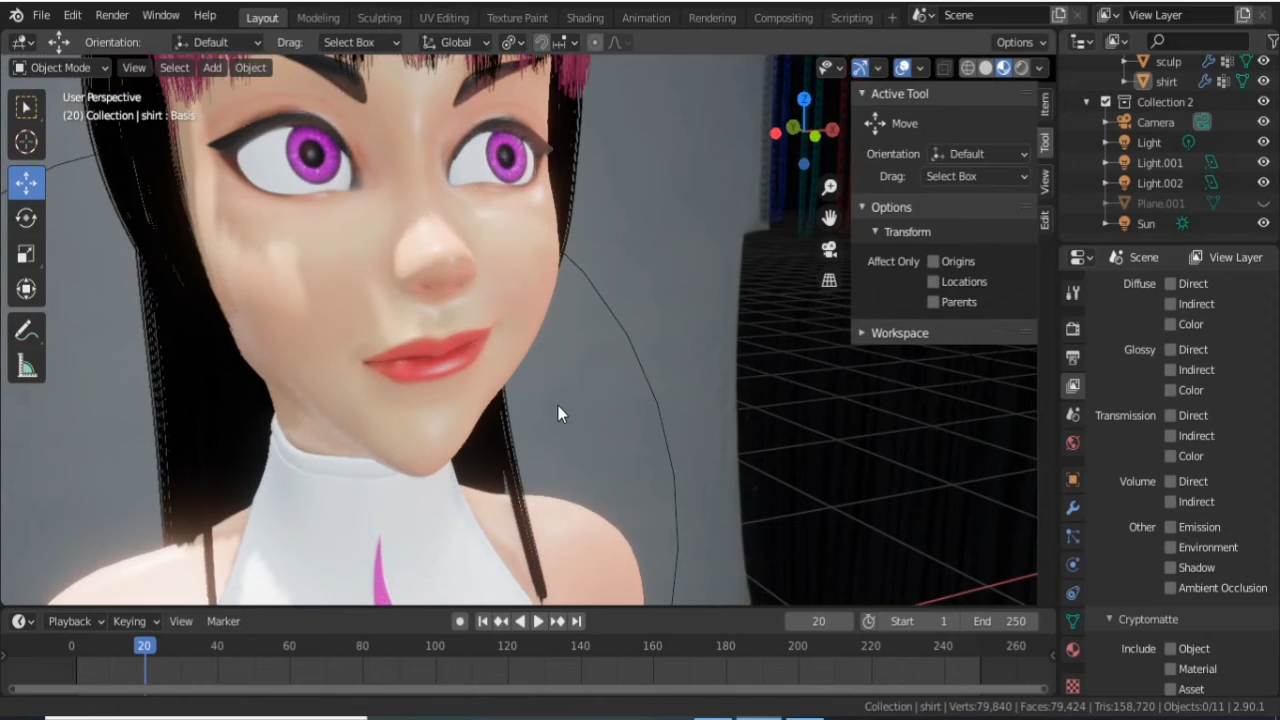 File Edit Render Window Help Layout Modeling Sculpting UV Editing Texture Paint Shading Animation Rendering Compositing Scripting + Scene View Layer
Orientation: Default Drag: Select Box Global Options
Object Mode View Select Add Object
User Perspective
(20) Collection | shirt : Basis
Active Tool
Move
Orientation Default
Drag: Select Box
Options
Transform
Affect Only Origins
Locations
Parents
Workspace
Item
Tool
View
Edit
Z
Y
X
sculp
shirt
Collection 2
Camera
Light
Light.001
Light.002
Plane.001
Sun
Scene View Layer
Diffuse Direct
Indirect
Color
Glossy Direct
Indirect
Color
Transmission Direct
Indirect
Color
Volume Direct
Indirect
Other Emission
Environment
Shadow
Ambient Occlusion
Cryptomatte
Include Object
Material
Asset
Playback Keying View Marker 20 Start 1 End 250
0 20 40 60 80 100 120 140 160 180 200 220 240 260
Collection | shirt | Verts:79,840 | Faces:79,424 | Tris:158,720 | Objects:0/11 | 2.90.1